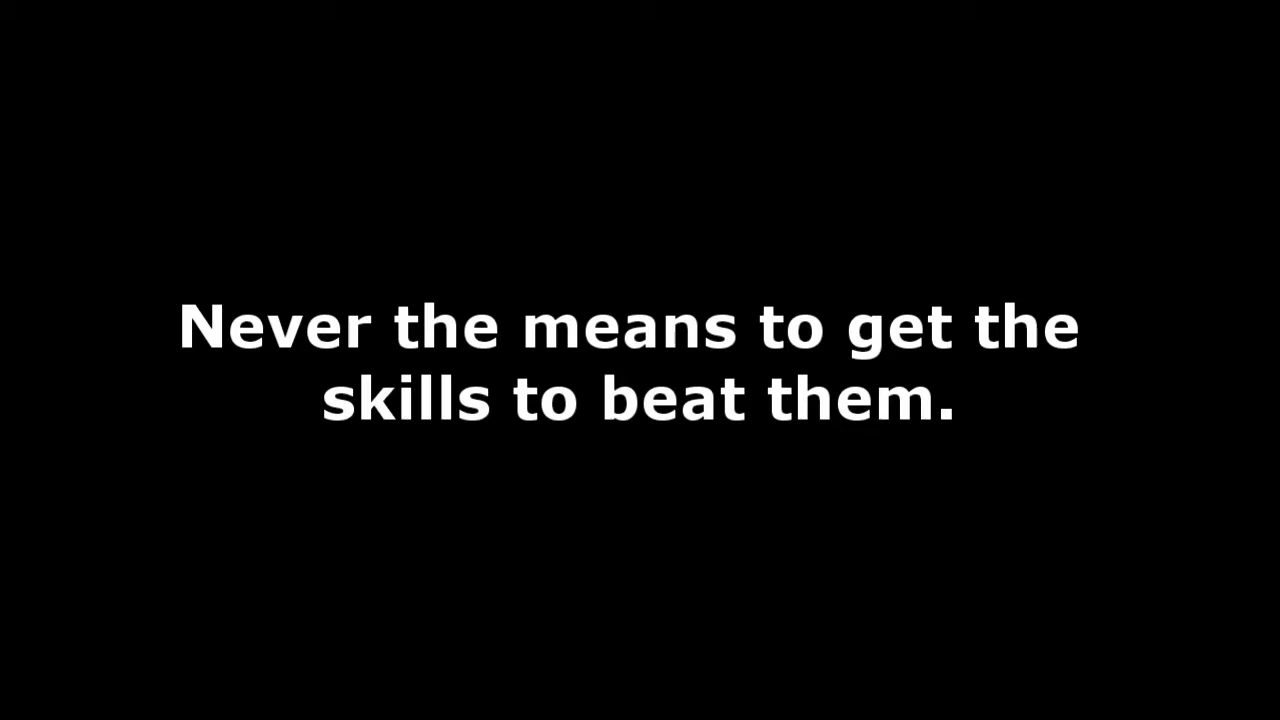 Never the means to get the
skills to beat them.